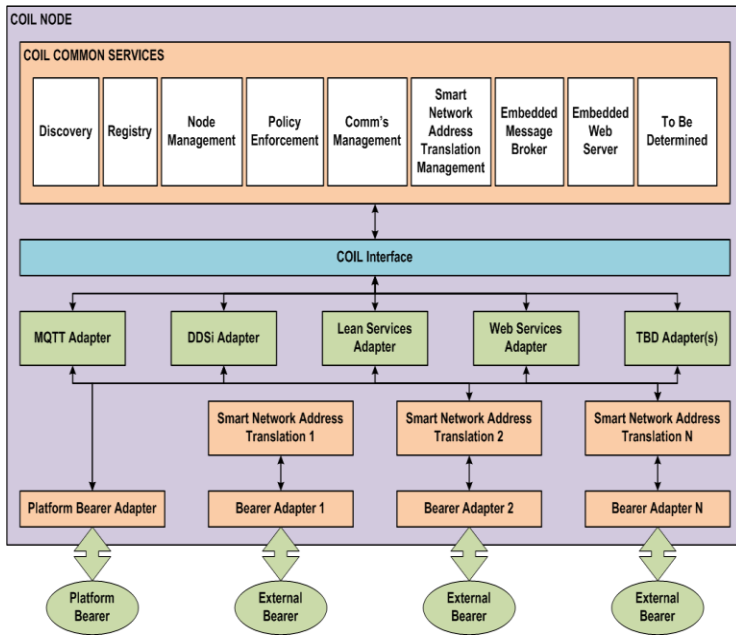 COIL NODE
COIL COMMON SERVICES
Discovery
Registry
Node
Management
Policy
Enforcement
Comm's
Management
Smart
Network
Address
Translation
Management
Embedded
Message
Broker
Embedded
Web
Server
To Be
Determined
COIL Interface
MQTT Adapter
DDSi Adapter
Lean Services
Adapter
Web Services
Adapter
TBD Adapter(s)
Smart Network Address
Translation 1
Smart Network Address
Translation 2
Smart Network Address
Translation N
Platform Bearer Adapter
Bearer Adapter 1
Bearer Adapter 2
Bearer Adapter N
Platform
Bearer
External
Bearer
External
Bearer
External
Bearer